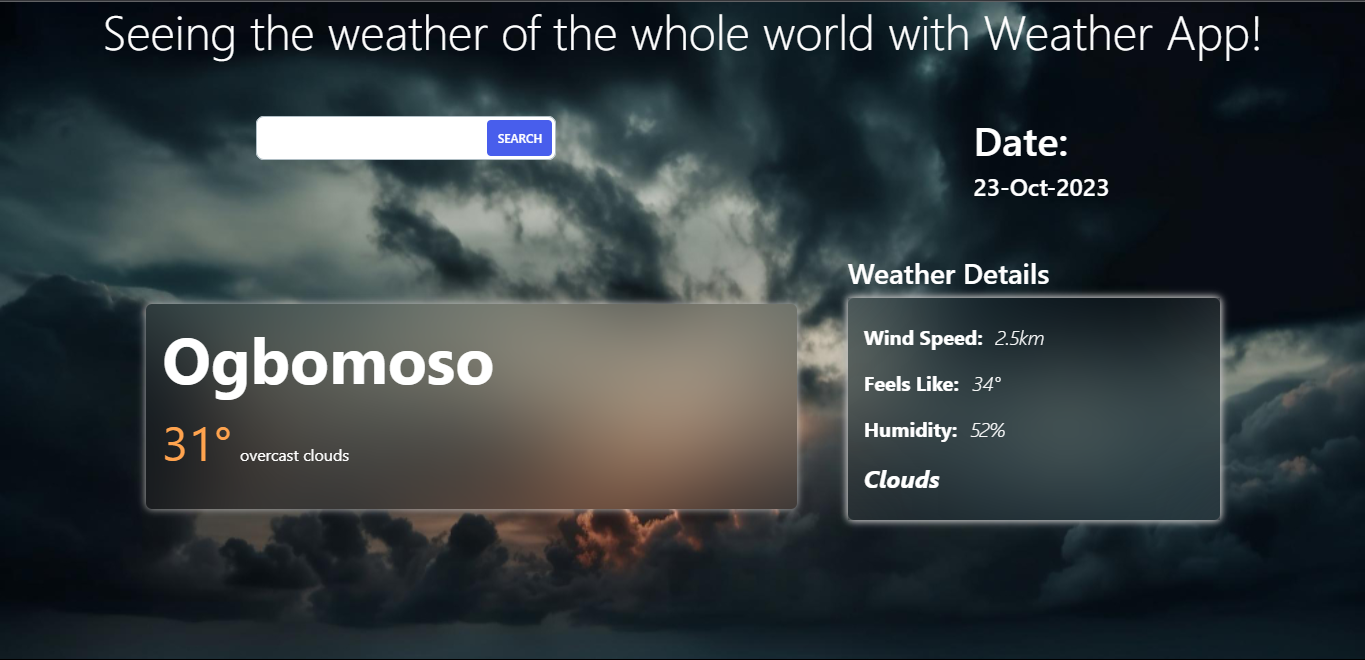 Seeing the weather of the whole world with Weather App!
SEARCH
Date:
23-Oct-2023
Ogbomoso
31° overcast clouds
Weather Details
Wind Speed: 2.5km
Feels Like: 34°
Humidity: 52%
Clouds